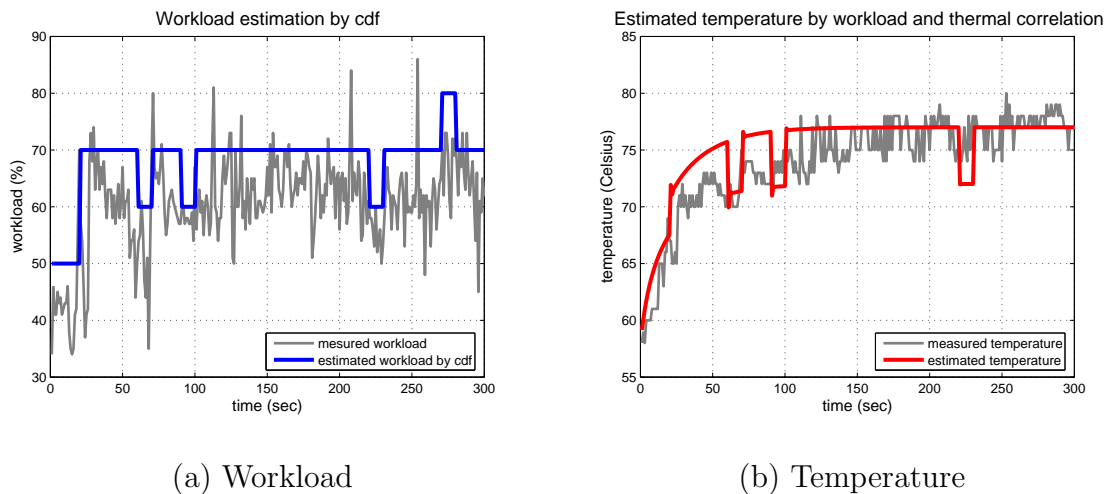 Workload estimation by cdf
90
80
70
60
50
40
30
workload (%)
0 50 100 150 200 250 300
time (sec)
mesured workload
estimated workload by cdf
(a) Workload
Estimated temperature by workload and thermal correlation
85
80
75
70
65
60
55
temperature (Celsius)
0 50 100 150 200 250 300
time (sec)
measured temperature
estimated temperature
(b) Temperature